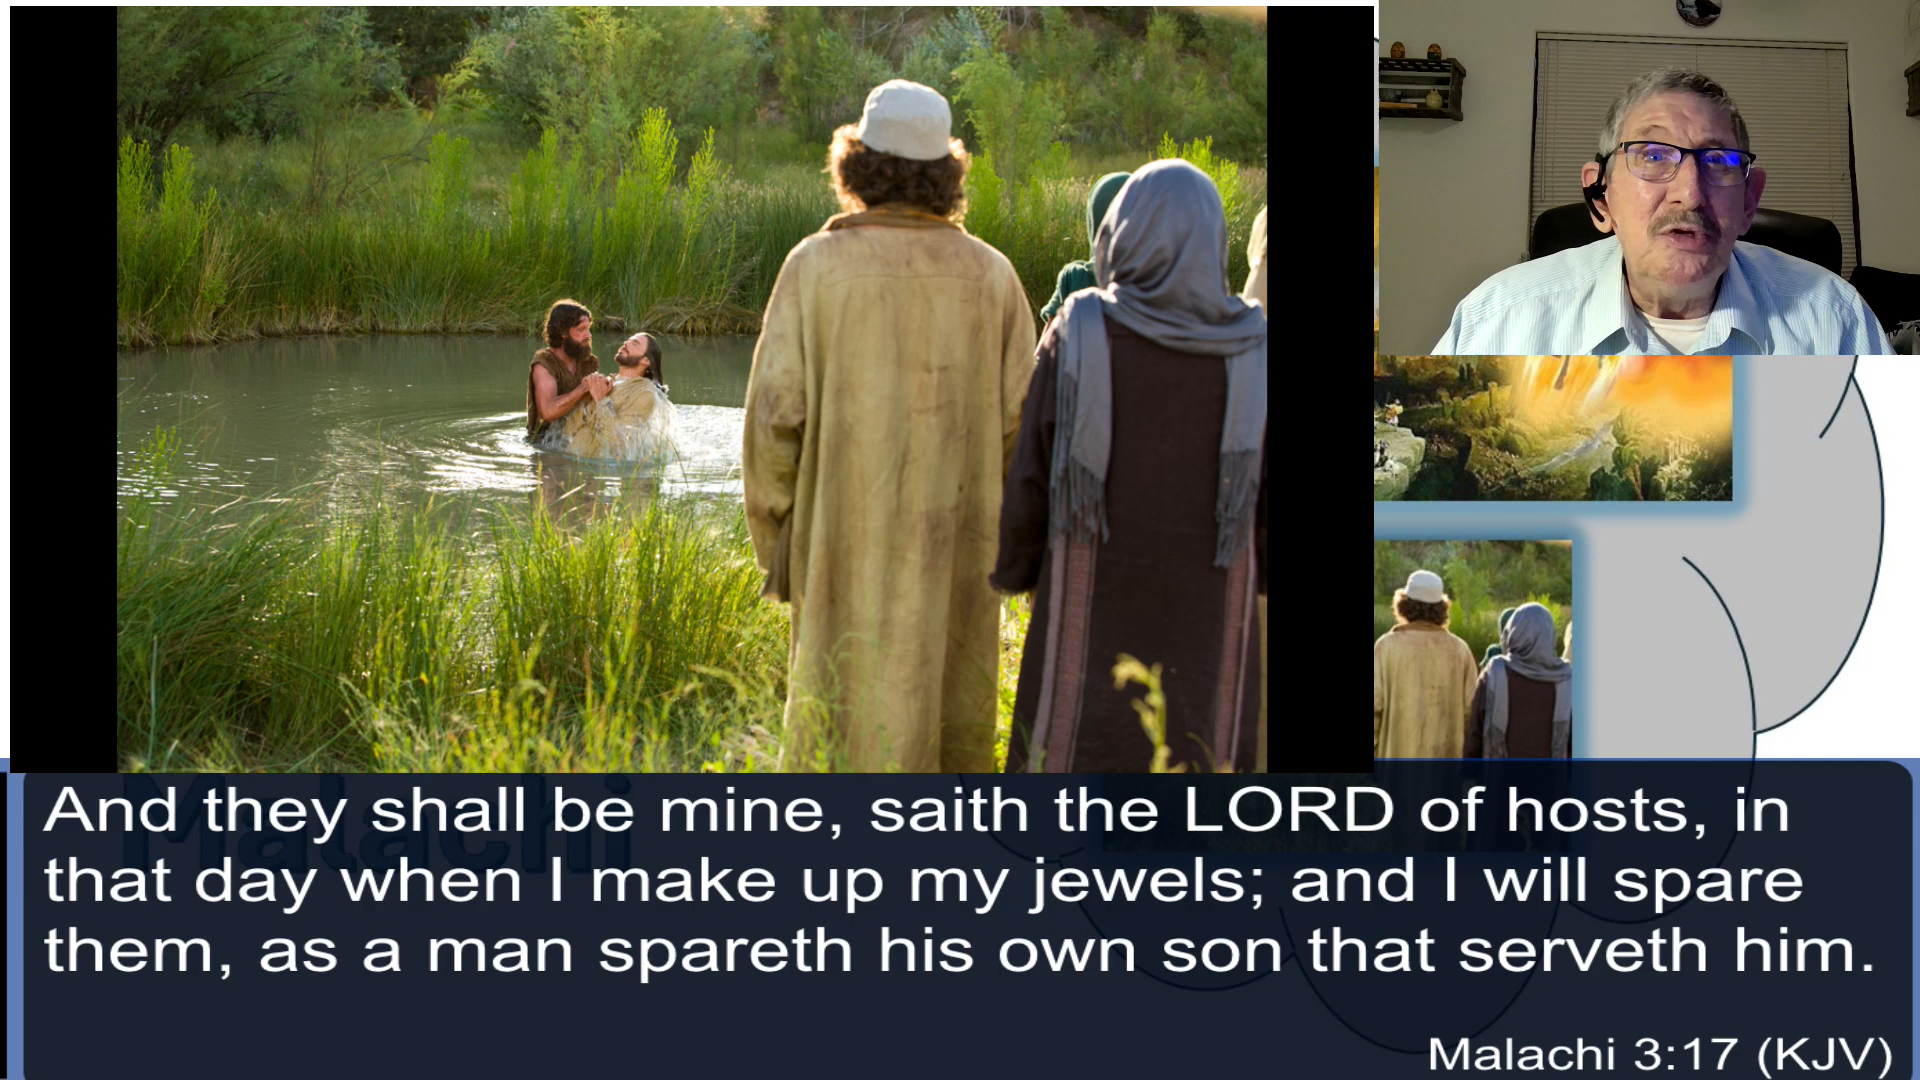 Malachi
And they shall be mine, saith the LORD of hosts, in
that day when I make up my jewels; and I will spare
them, as a man spareth his own son that serveth him.
Malachi 3:17 (KJV)